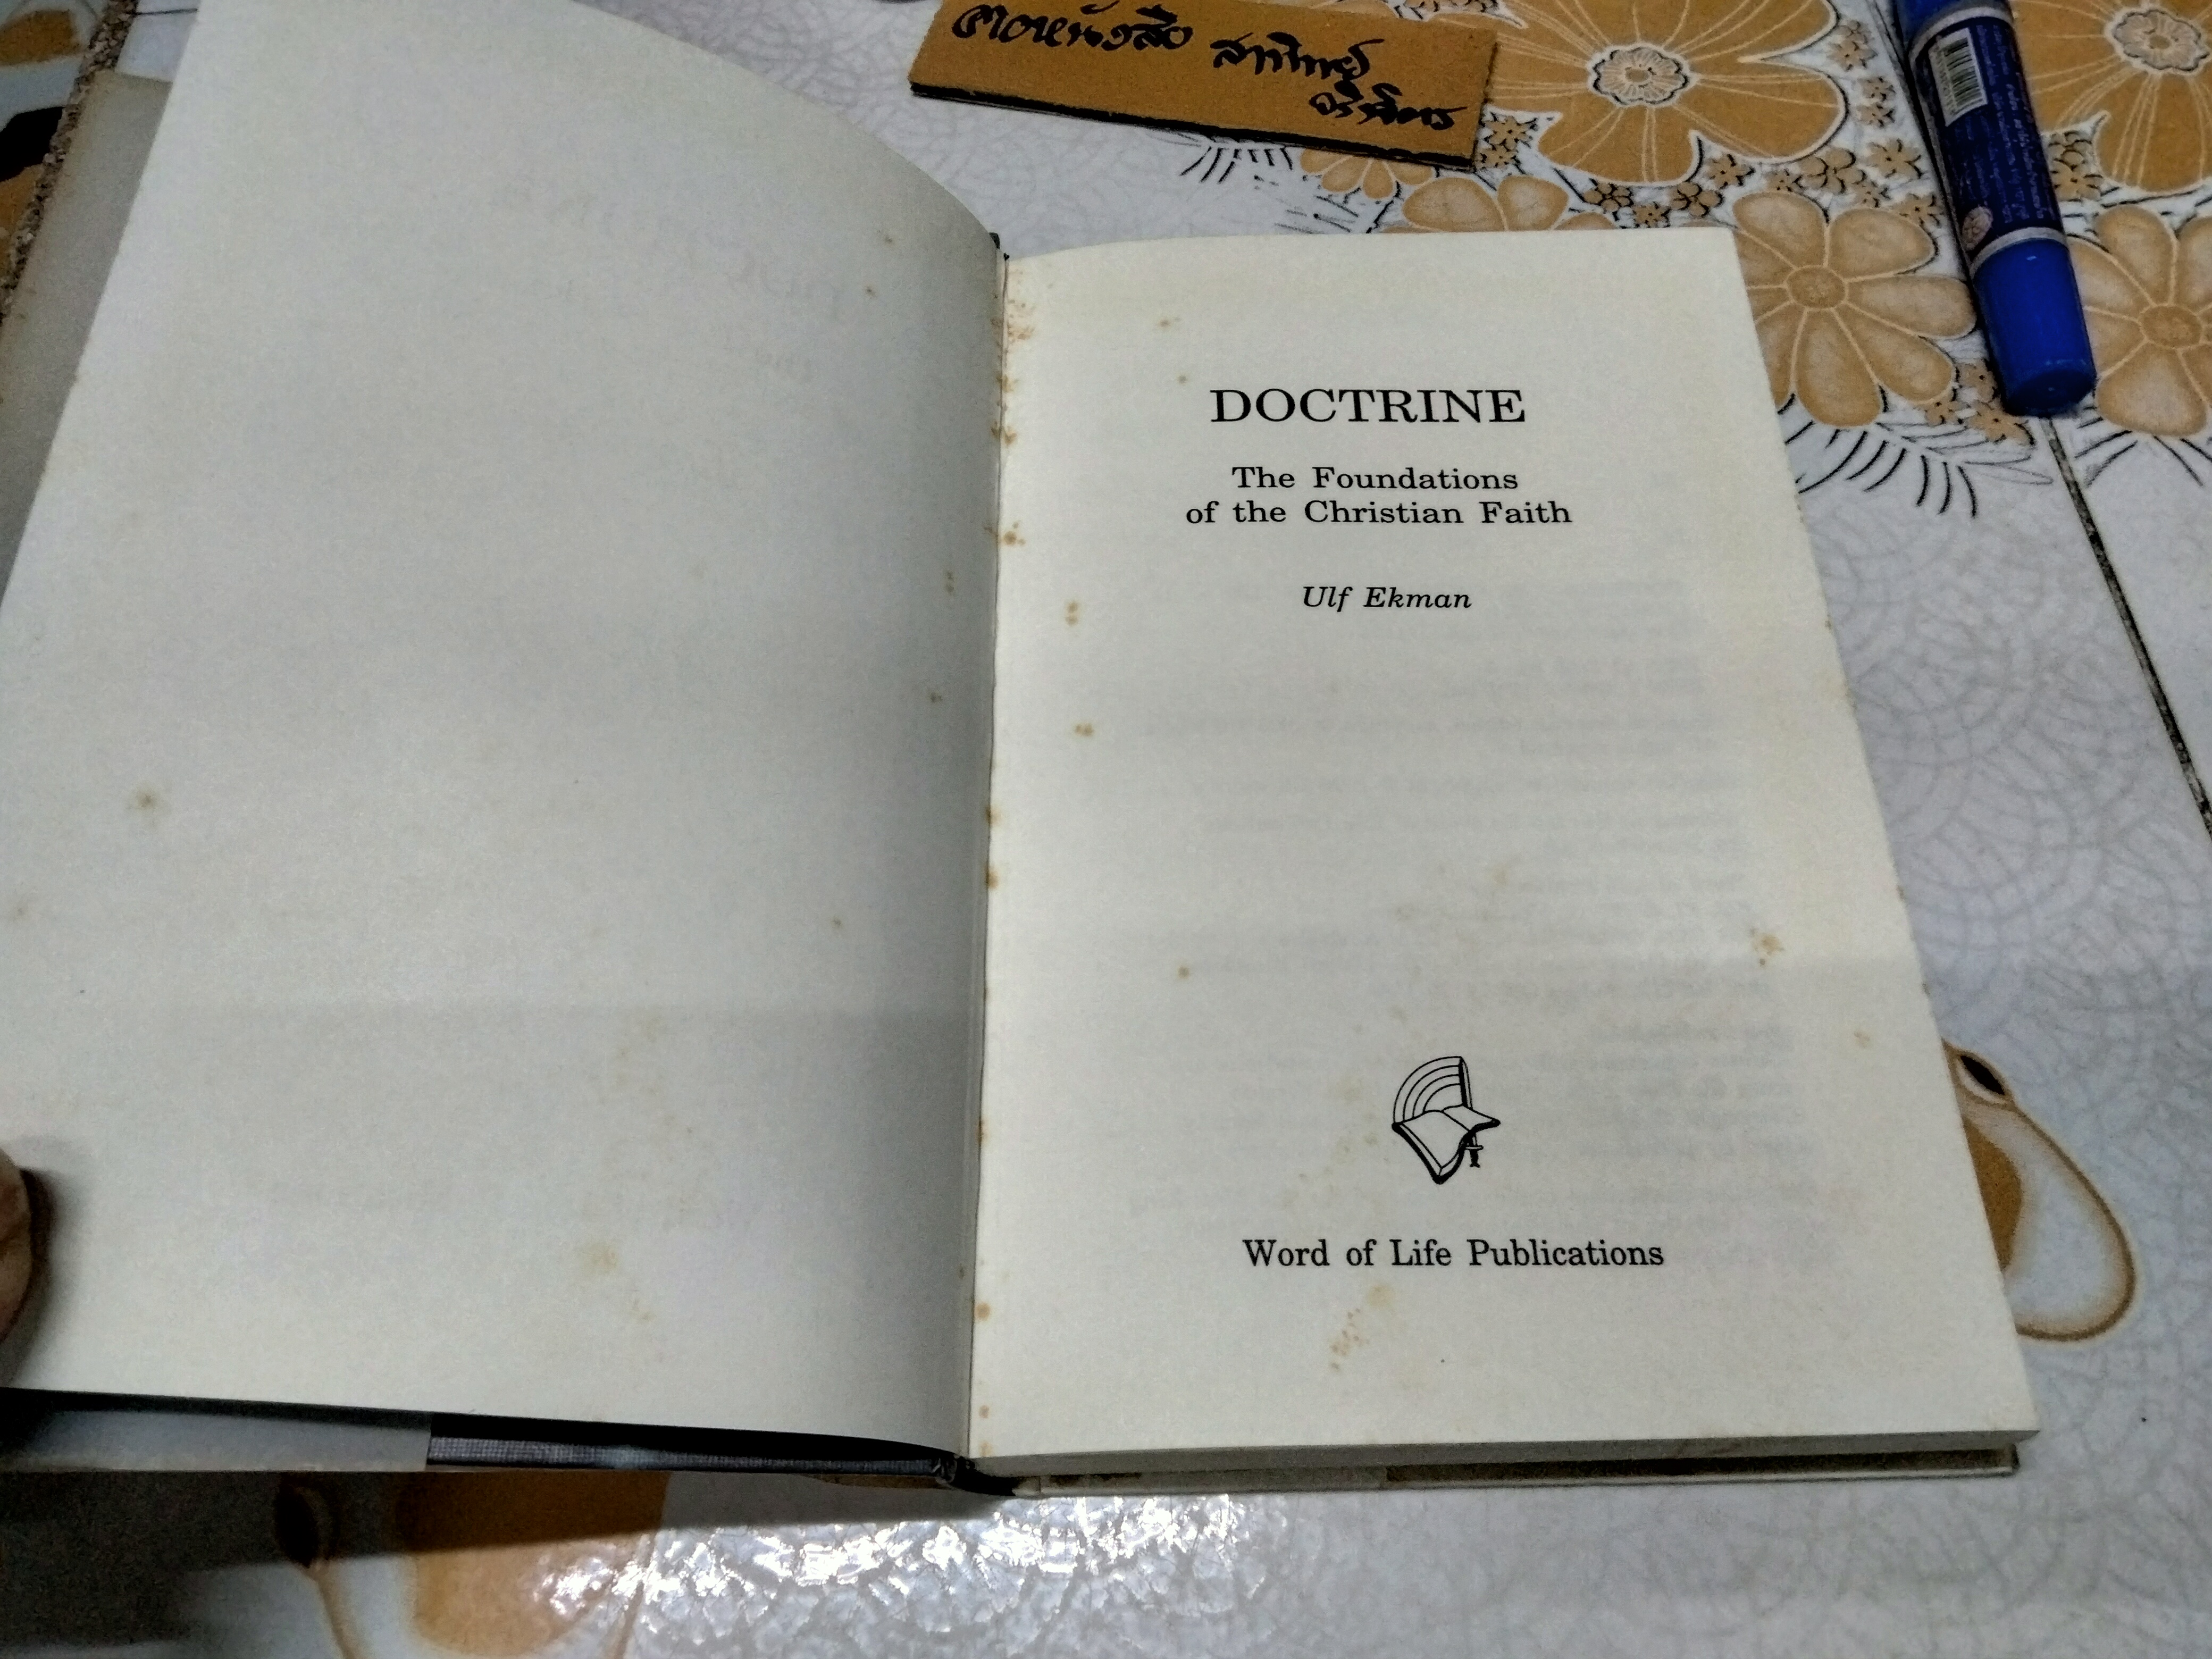 DOCTRINE
The Foundations
of the Christian Faith
Ulf Ekman
Word of Life Publications